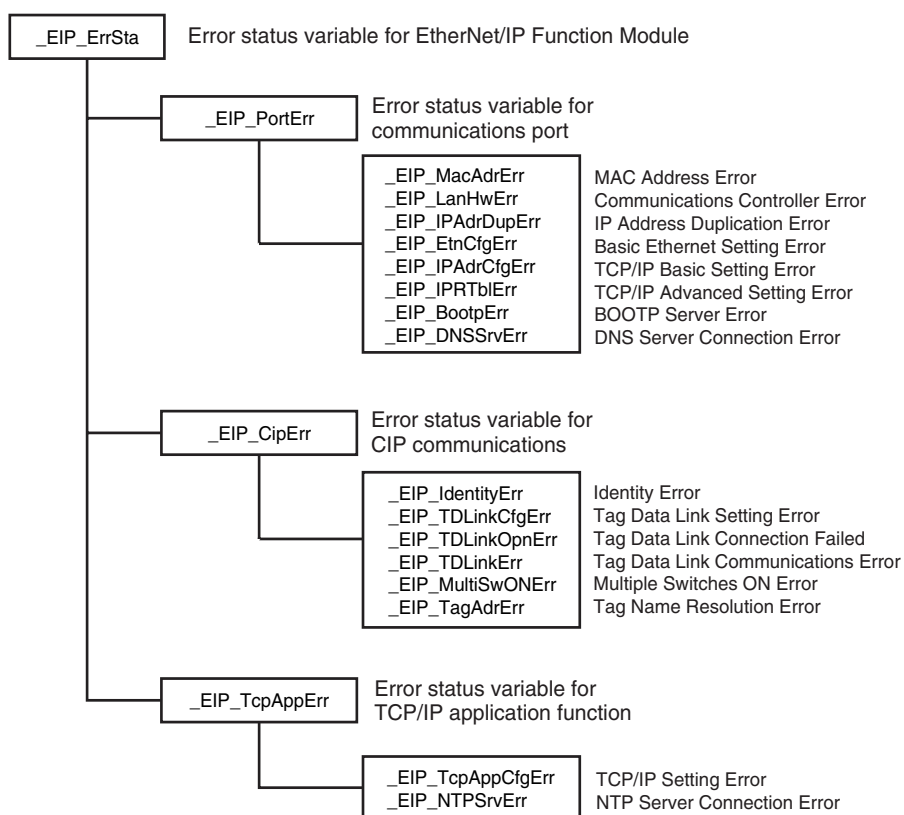 _EIP_ErrSta
Error status variable for EtherNet/IP Function Module
_EIP_PortErr
Error status variable for
communications port
_EIP_MacAdrErr MAC Address Error
_EIP_LanHwErr Communications Controller Error
_EIP_IPAdrDupErr IP Address Duplication Error
_EIP_EtnCfgErr Basic Ethernet Setting Error
_EIP_IPAdrCfgErr TCP/IP Basic Setting Error
_EIP_IPRTblErr TCP/IP Advanced Setting Error
_EIP_BootpErr BOOTP Server Error
_EIP_DNSSrvErr DNS Server Connection Error
_EIP_CipErr
Error status variable for
CIP communications
_EIP_IdentityErr Identity Error
_EIP_TDLinkCfgErr Tag Data Link Setting Error
_EIP_TDLinkOpnErr Tag Data Link Connection Failed
_EIP_TDLinkErr Tag Data Link Communications Error
_EIP_MultiSwONErr Multiple Switches ON Error
_EIP_TagAdrErr Tag Name Resolution Error
_EIP_TcpAppErr
Error status variable for
TCP/IP application function
_EIP_TcpAppCfgErr TCP/IP Setting Error
_EIP_NTPSrvErr NTP Server Connection Error